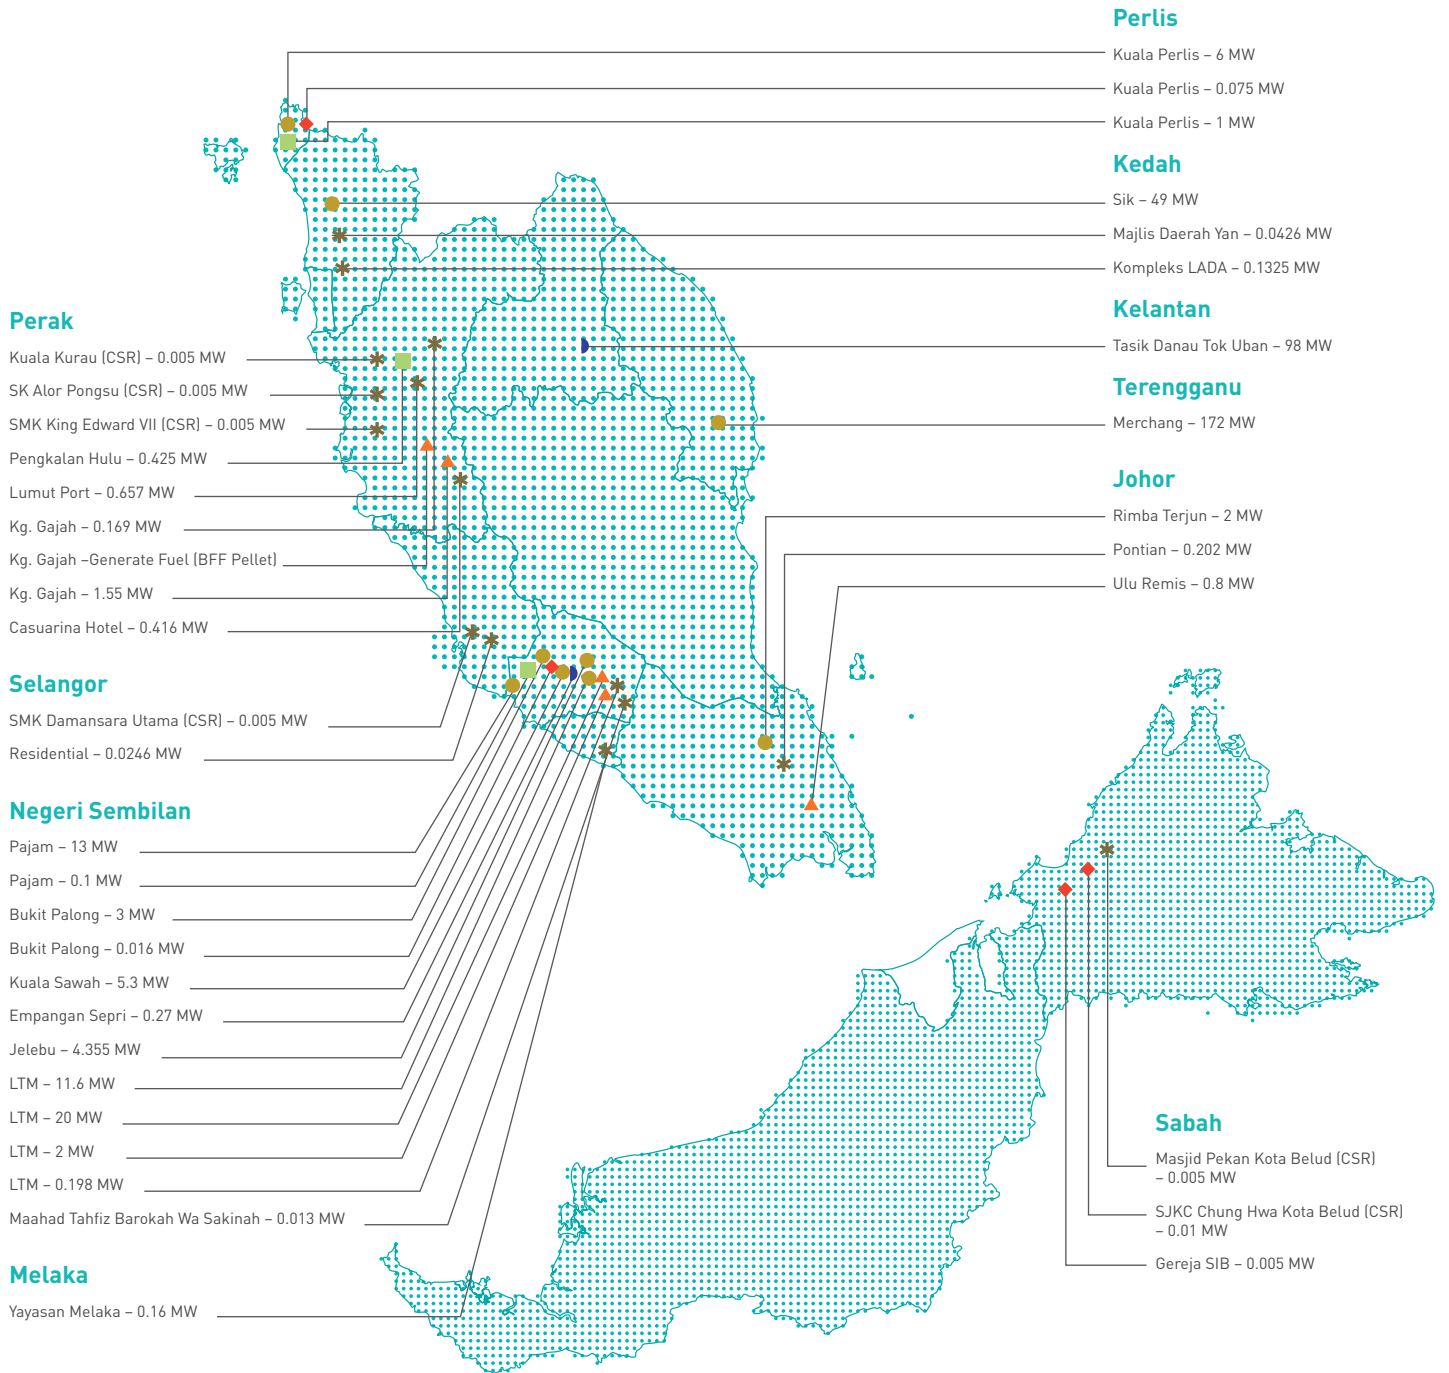 Perlis
Kuala Perlis – 6 MW
Kuala Perlis – 0.075 MW
Kuala Perlis – 1 MW
Kedah
Sik – 49 MW
Majlis Daerah Yan – 0.0426 MW
Kompleks LADA – 0.1325 MW
Kelantan
Tasik Danau Tok Uban – 98 MW
Terengganu
Merchang – 172 MW
Johor
Rimba Terjun – 2 MW
Pontian – 0.202 MW
Ulu Remis – 0.8 MW
Perak
Kuala Kurau (CSR) – 0.005 MW
SK Alor Pongsu (CSR) – 0.005 MW
SMK King Edward VII (CSR) – 0.005 MW
Pengkalan Hulu – 0.425 MW
Lumut Port – 0.657 MW
Kg. Gajah – 0.169 MW
Kg. Gajah –Generate Fuel (BFF Pellet)
Kg. Gajah – 1.55 MW
Casuarina Hotel – 0.416 MW
Selangor
SMK Damansara Utama (CSR) – 0.005 MW
Residential – 0.0246 MW
Negeri Sembilan
Pajam – 13 MW
Pajam – 0.1 MW
Bukit Palong – 3 MW
Bukit Palong – 0.016 MW
Kuala Sawah – 5.3 MW
Empangan Sepri – 0.27 MW
Jelebu – 4.355 MW
LTM – 11.6 MW
LTM – 20 MW
LTM – 2 MW
LTM – 0.198 MW
Maahad Tahfiz Barokah Wa Sakinah – 0.013 MW
Melaka
Yayasan Melaka – 0.16 MW
Sabah
Masjid Pekan Kota Belud (CSR)
– 0.005 MW
SJKC Chung Hwa Kota Belud (CSR)
– 0.01 MW
Gereja SIB – 0.005 MW